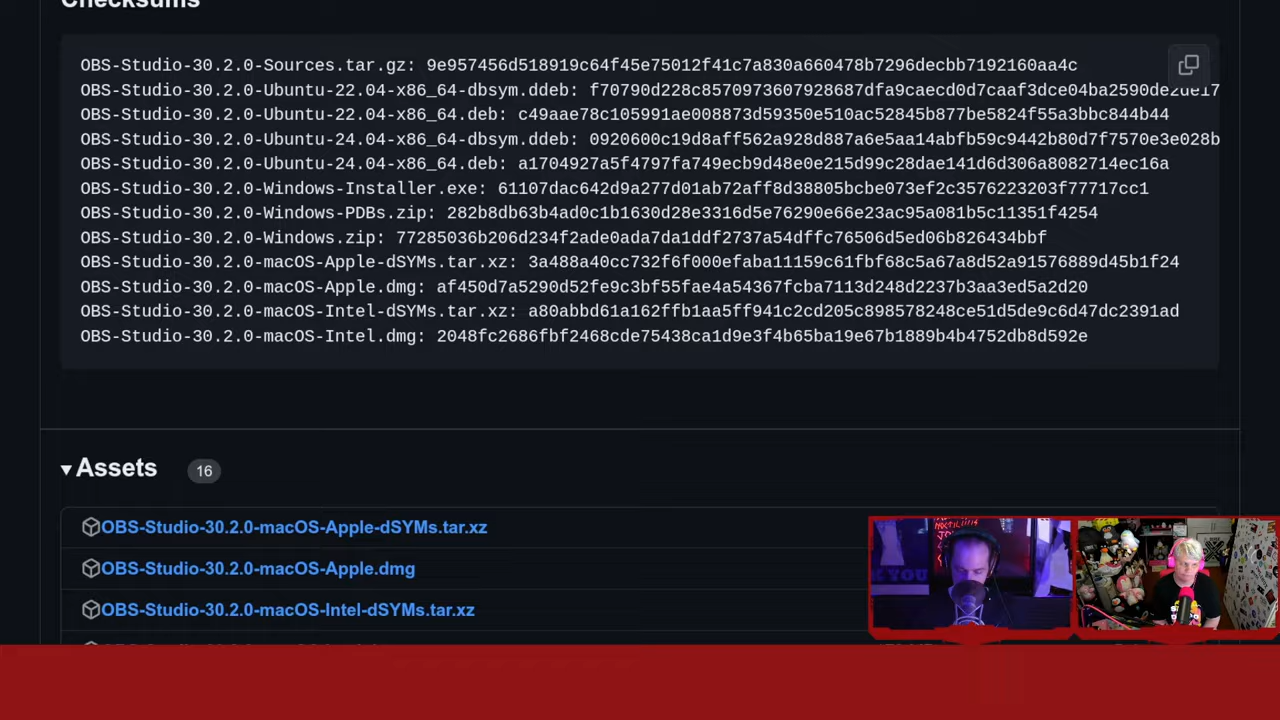 Checksums
OBS-Studio-30.2.0-Sources.tar.gz: 9e957456d518919c64f45e75012f41c7a830a660478b7296decbb7192160aa4c
OBS-Studio-30.2.0-Ubuntu-22.04-x86_64-dbsym.ddeb: f70790d228c8570973607928687dfa9caecd0d7caaf3dce04ba2590de2de17
OBS-Studio-30.2.0-Ubuntu-22.04-x86_64.deb: c49aae78c105991ae008873d59350e510ac52845b877be5824f55a3bbc844b44
OBS-Studio-30.2.0-Ubuntu-24.04-x86_64-dbsym.ddeb: 0920600c19d8aff562a928d887a6e5aa14abfb59c9442b80d7f7570e3e028b
OBS-Studio-30.2.0-Ubuntu-24.04-x86_64.deb: a1704927a5f4797fa749ecb9d48e0e215d99c28dae141d6d306a8082714ec16a
OBS-Studio-30.2.0-Windows-Installer.exe: 61107dac642d9a277d01ab72aff8d38805bcbe073ef2c3576223203f77717cc1
OBS-Studio-30.2.0-Windows-PDBs.zip: 282b8db63b4ad0c1b1630d28e3316d5e76290e66e23ac95a081b5c11351f4254
OBS-Studio-30.2.0-Windows.zip: 77285036b206d234f2ade0ada7da1ddf2737a54dffc76506d5ed06b826434bbf
OBS-Studio-30.2.0-macOS-Apple-dSYMs.tar.xz: 3a488a40cc732f6f000efaba11159c61fbf68c5a67a8d52a91576889d45b1f24
OBS-Studio-30.2.0-macOS-Apple.dmg: af450d7a5290d52fe9c3bf55fae4a54367fcba7113d248d2237b3aa3ed5a2d20
OBS-Studio-30.2.0-macOS-Intel-dSYMs.tar.xz: a80abbd61a162ffb1aa5ff941c2cd205c898578248ce51d5de9c6d47dc2391ad
OBS-Studio-30.2.0-macOS-Intel.dmg: 2048fc2686fbf2468cde75438ca1d9e3f4b65ba19e67b1889b4b4752db8d592e
Assets 16
OBS-Studio-30.2.0-macOS-Apple-dSYMs.tar.xz
OBS-Studio-30.2.0-macOS-Apple.dmg
OBS-Studio-30.2.0-macOS-Intel-dSYMs.tar.xz